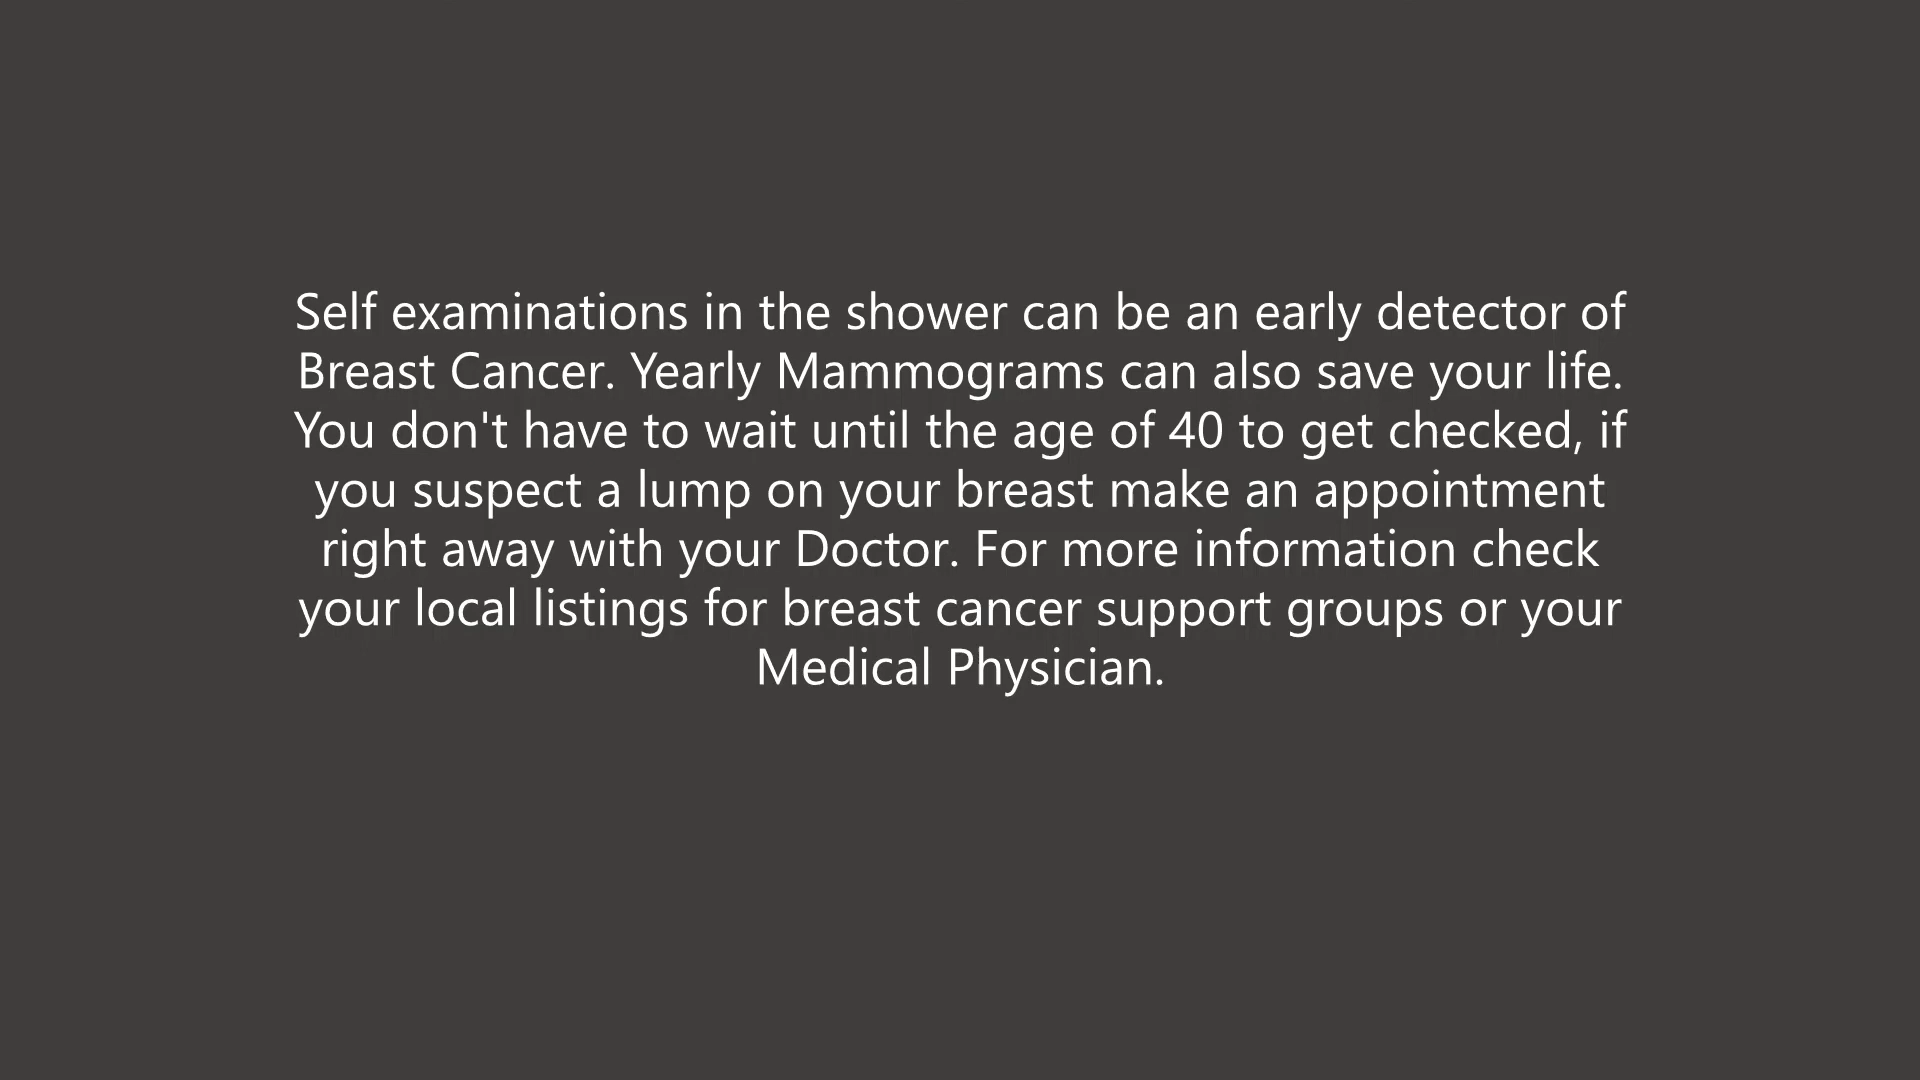 Self examinations in the shower can be an early detector of
Breast Cancer. Yearly Mammograms can also save your life.
You don't have to wait until the age of 40 to get checked, if
you suspect a lump on your breast make an appointment
right away with your Doctor. For more information check
your local listings for breast cancer support groups or your
Medical Physician.